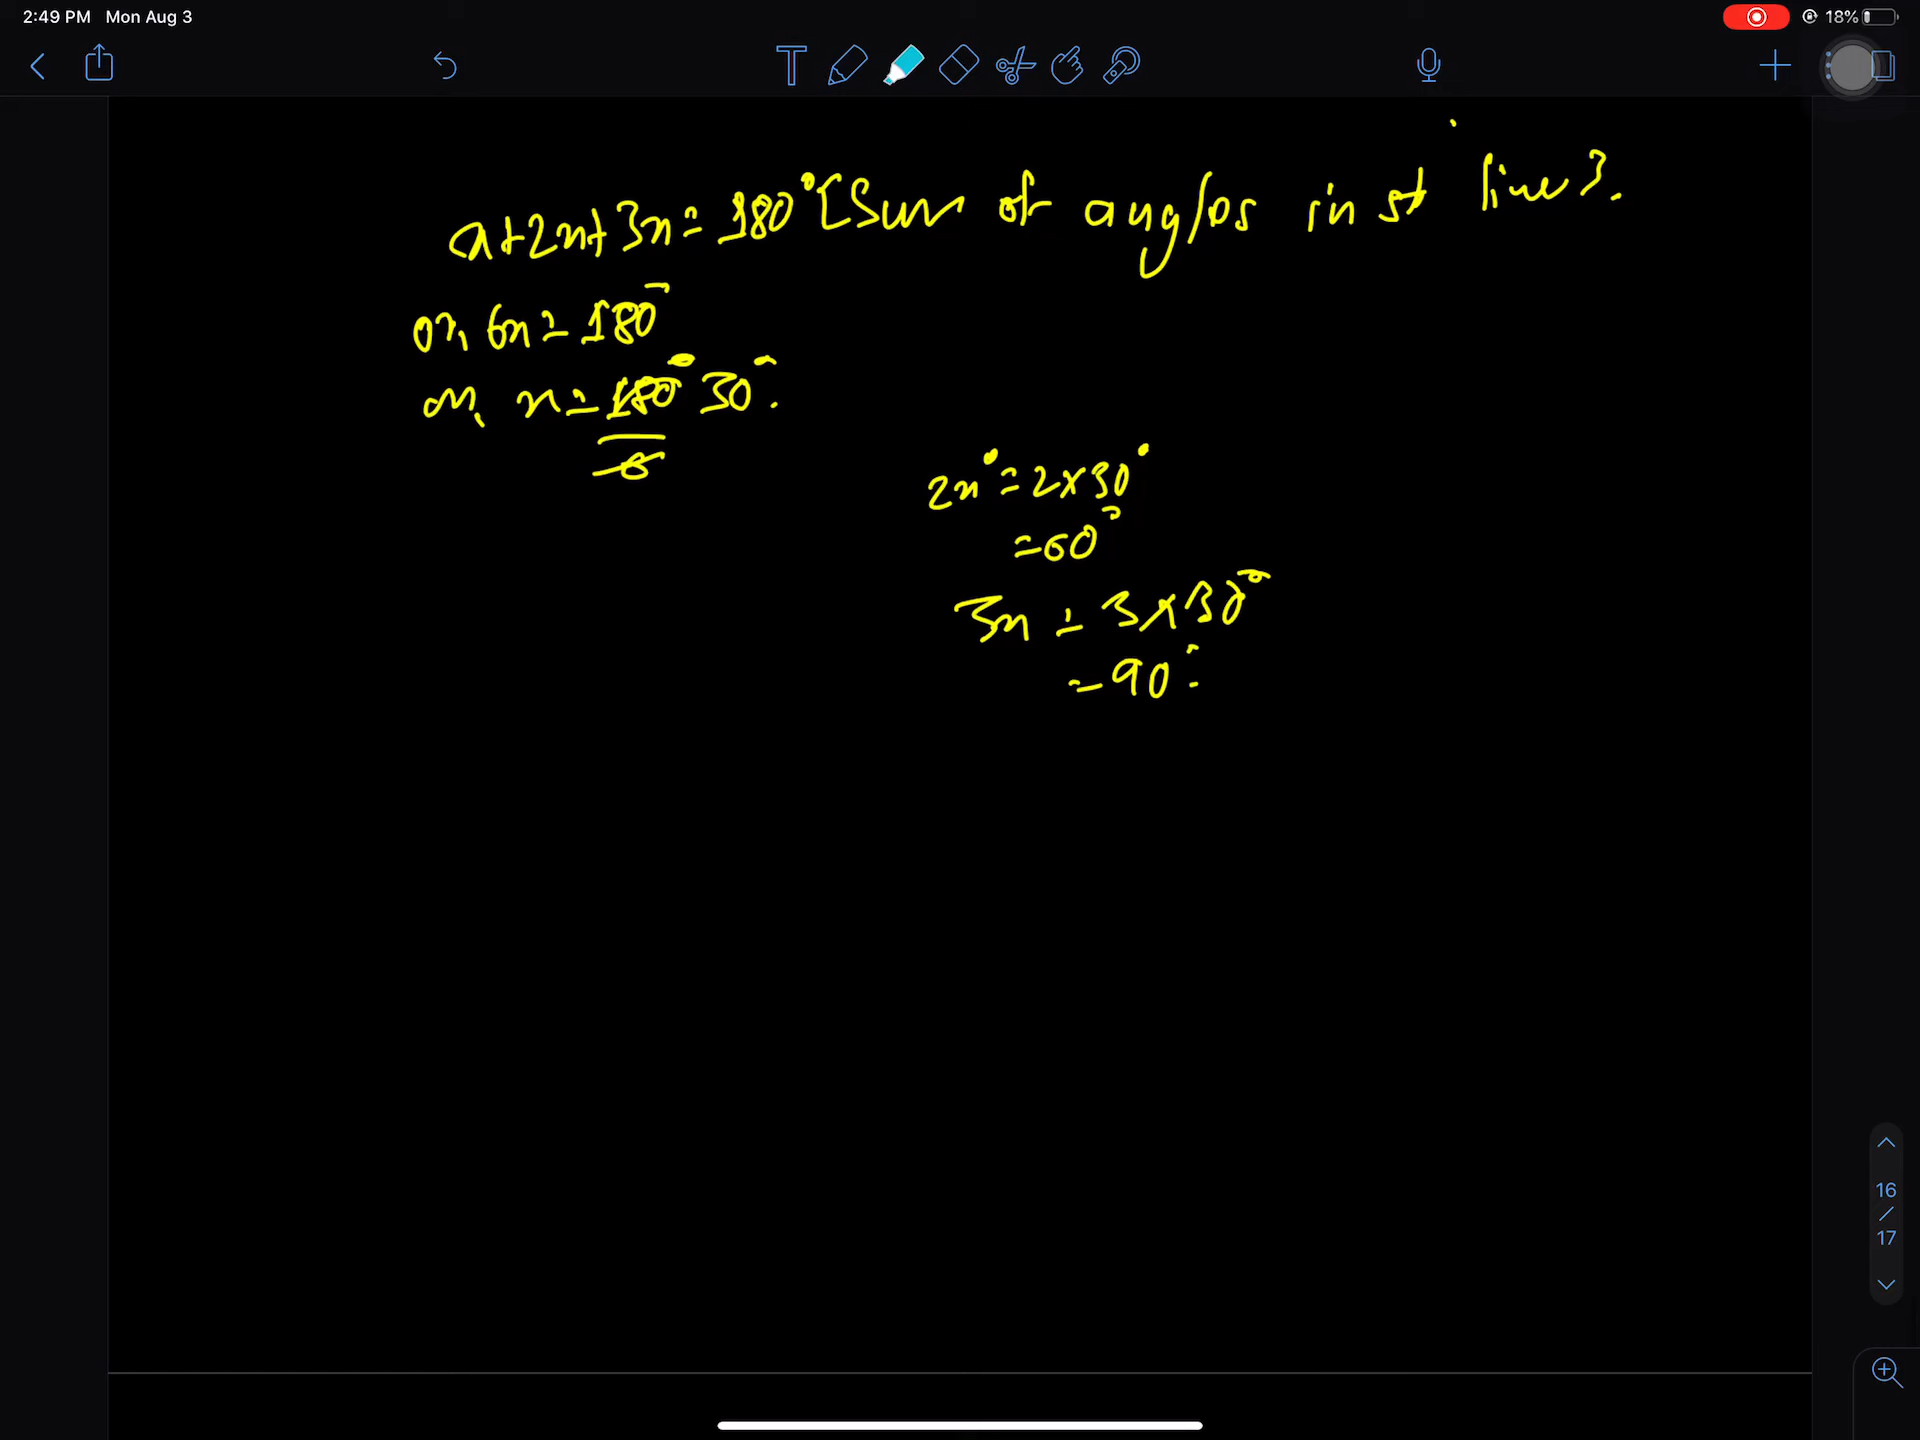 2:49 PM Mon Aug 3
18%
T
x+2x+3x=180°[Sum of angles in st line].
or, 6x=180°
or, x=180° 30°.
6
2x°=2×30°
=60°
3x=3×30°
=90°.
16
/
17